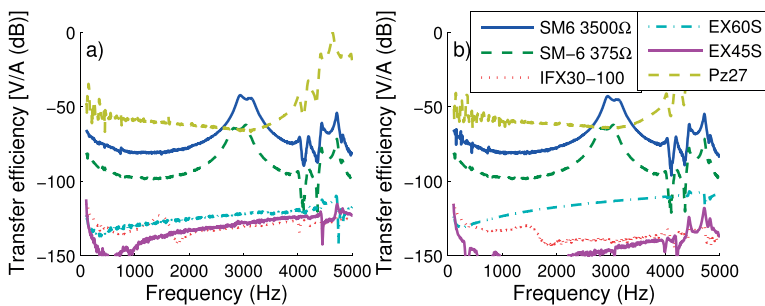 a)
0
−50
−100
−150
Transfer efficiency [V/A (dB)]
0 1000 2000 3000 4000 5000
Frequency (Hz)
b)
SM6 3500Ω
SM−6 375Ω
IFX30−100
EX60S
EX45S
Pz27
−50
−100
−150
Transfer efficiency [V/A (dB)]
0 1000 2000 3000 4000 5000
Frequency (Hz)